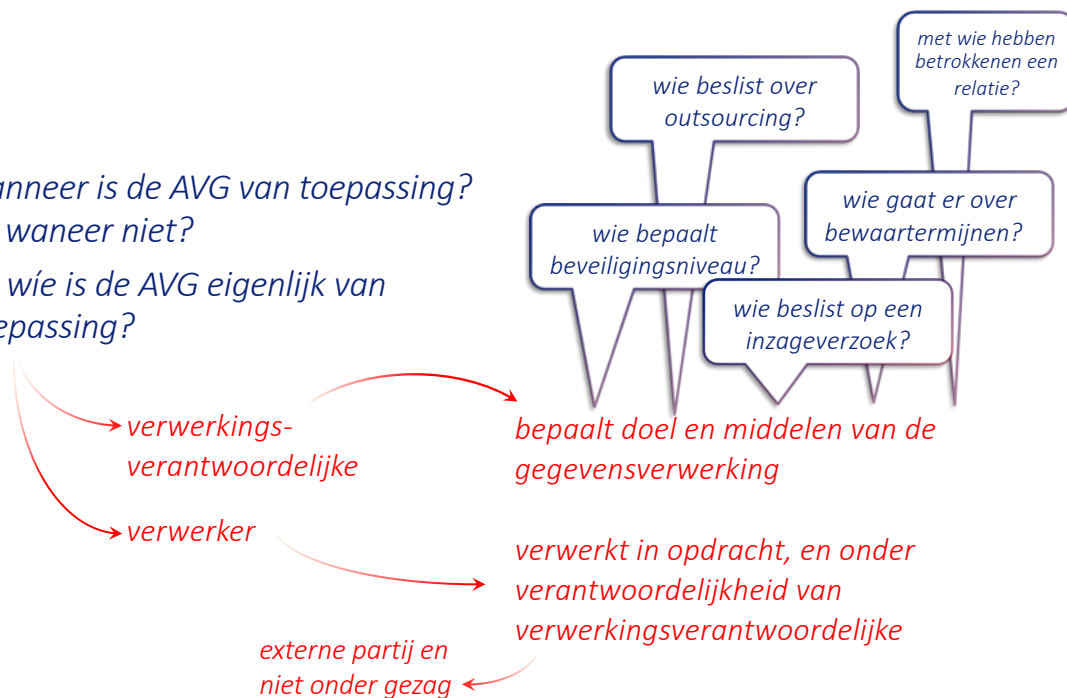 met wie hebben
betrokkenen een
relatie?
wie beslist over
outsourcing?
anneer is de AVG van toepassing?
waneer niet?
wie bepaalt
beveiligingsniveau?
wie gaat er over
bewaartermijnen?
wíe is de AVG eigenlijk van
epassing?
wie beslist op een
inzageverzoek?
verwerkings-
verantwoordelijke
bepaalt doel en middelen van de
gegevensverwerking
verwerker
verwerkt in opdracht, en onder
verantwoordelijkheid van
verwerkingsverantwoordelijke
externe partij en
niet onder gezag